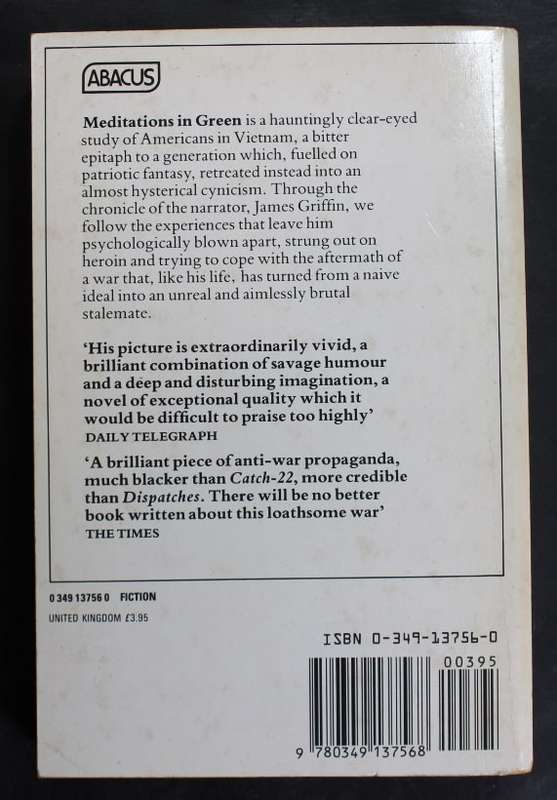 ABACUS
Meditations in Green is a hauntingly clear-eyed
study of Americans in Vietnam, a bitter
epitaph to a generation which, fuelled on
patriotic fantasy, retreated instead into an
almost hysterical cynicism. Through the
chronicle of the narrator, James Griffin, we
follow the experiences that leave him
psychologically blown apart, strung out on
heroin and trying to cope with the aftermath of
a war that, like his life, has turned from a naive
ideal into an unreal and aimlessly brutal
stalemate.
‘His picture is extraordinarily vivid, a
brilliant combination of savage humour
and a deep and disturbing imagination, a
novel of exceptional quality which it
would be difficult to praise too highly’
DAILY TELEGRAPH
‘A brilliant piece of anti-war propaganda,
much blacker than Catch-22, more credible
than Dispatches. There will be no better
book written about this loathsome war’
THE TIMES
0 349 13756 0 FICTION
UNITED KINGDOM £3.95
ISBN 0-349-13756-0
00395
9 780349 137568